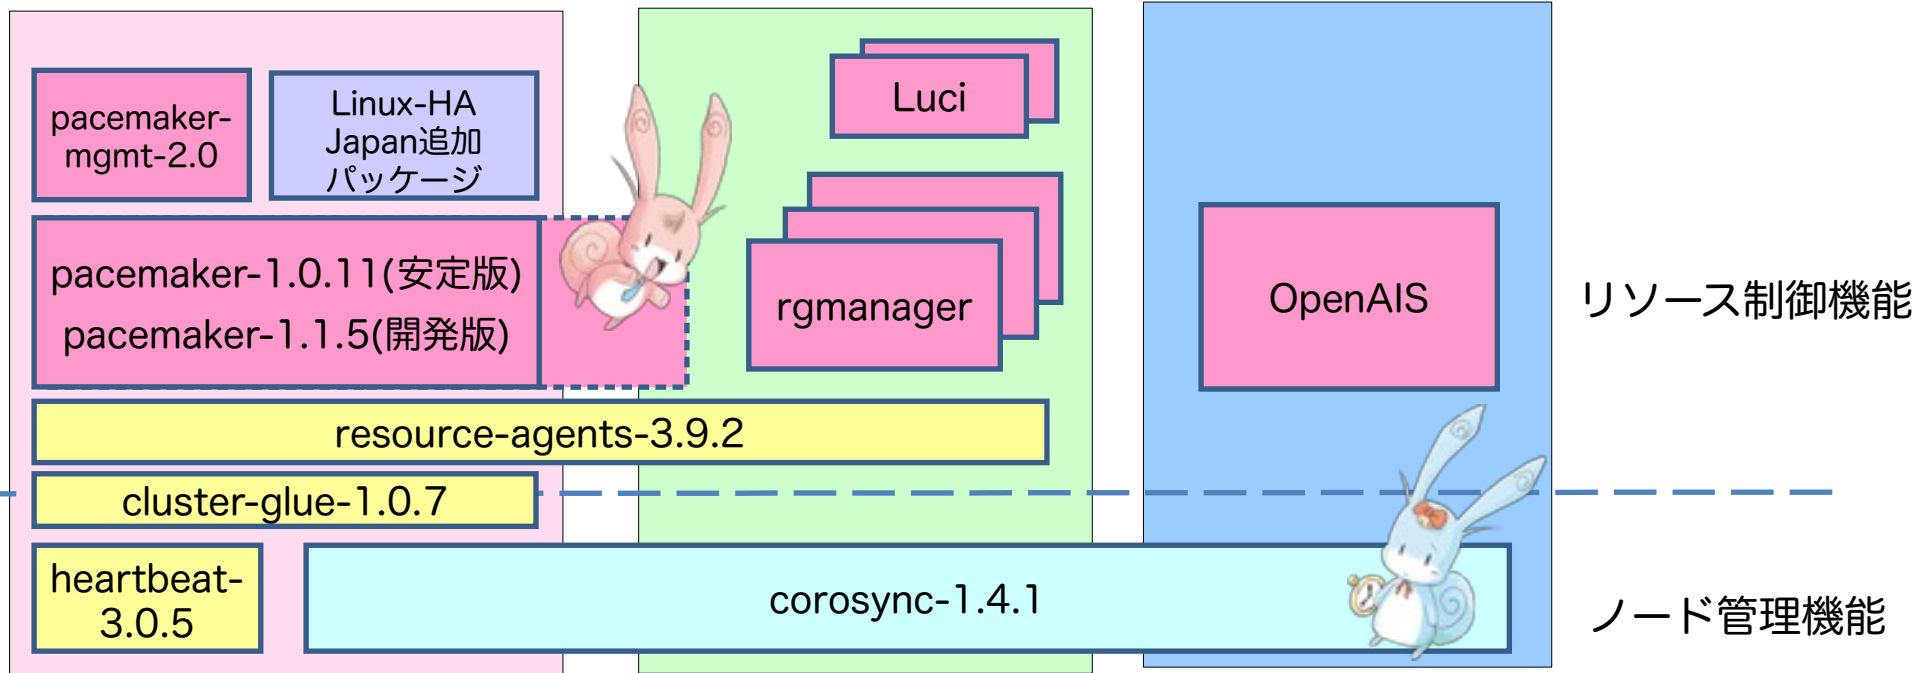 pacemaker-
mgmt-2.0
Linux-HA
Japan追加
パッケージ
Luci
pacemaker-1.0.11(安定版)
pacemaker-1.1.5(開発版)
rgmanager
OpenAIS
リソース制御機能
resource-agents-3.9.2
cluster-glue-1.0.7
heartbeat-
3.0.5
corosync-1.4.1
ノード管理機能